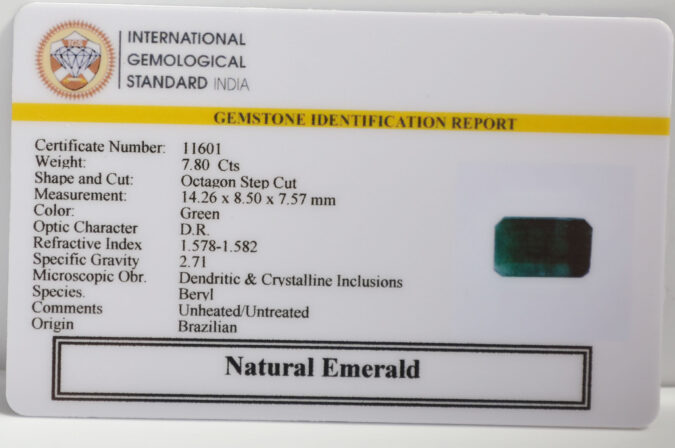 INTERNATIONAL
GEMOLOGICAL
STANDARD INDIA
GEMSTONE IDENTIFICATION REPORT
Certificate Number: 11601
Weight: 7.80 Cts
Shape and Cut: Octagon Step Cut
Measurement: 14.26 x 8.50 x 7.57 mm
Color: Green
Optic Character D.R.
Refractive Index 1.578-1.582
Specific Gravity 2.71
Microscopic Obr. Dendritic & Crystalline Inclusions
Species. Beryl
Comments Unheated/Untreated
Origin Brazilian
Natural Emerald